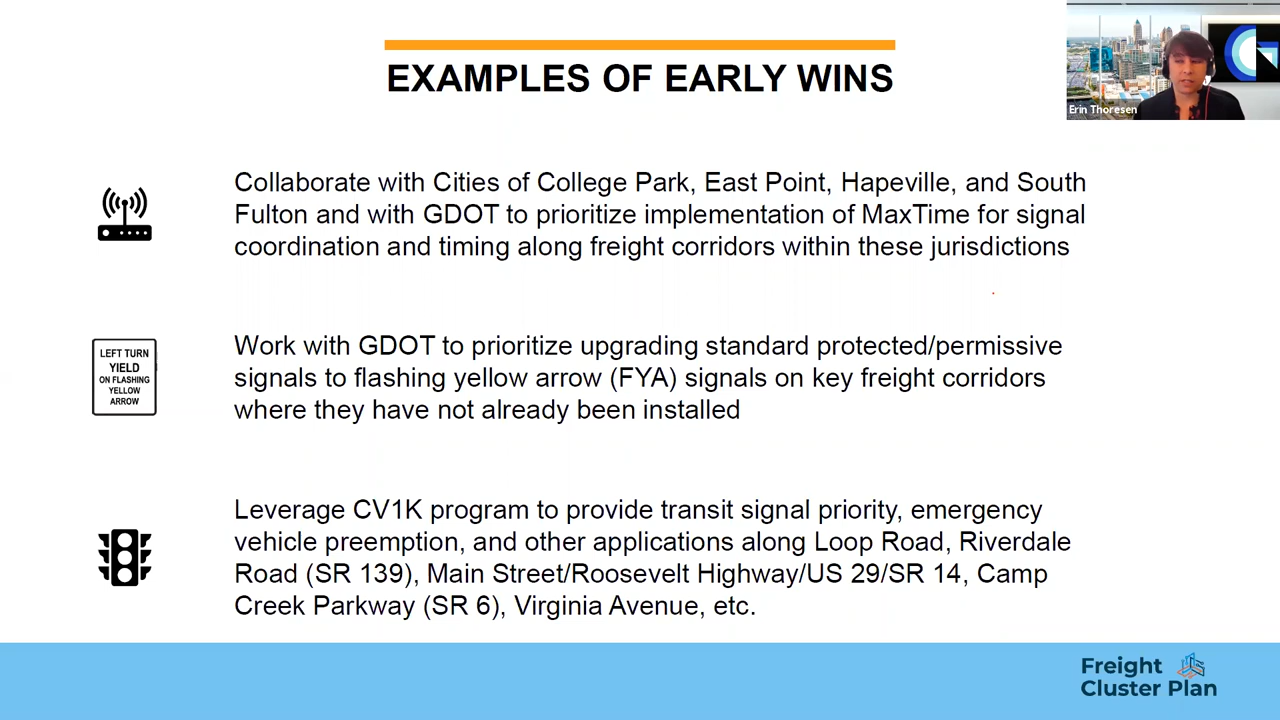 EXAMPLES OF EARLY WINS
Erin Thoresen
Collaborate with Cities of College Park, East Point, Hapeville, and South
Fulton and with GDOT to prioritize implementation of MaxTime for signal
coordination and timing along freight corridors within these jurisdictions
LEFT TURN
YIELD
ON FLASHING
YELLOW
ARROW
Work with GDOT to prioritize upgrading standard protected/permissive
signals to flashing yellow arrow (FYA) signals on key freight corridors
where they have not already been installed
Leverage CV1K program to provide transit signal priority, emergency
vehicle preemption, and other applications along Loop Road, Riverdale
Road (SR 139), Main Street/Roosevelt Highway/US 29/SR 14, Camp
Creek Parkway (SR 6), Virginia Avenue, etc.
Freight
Cluster Plan